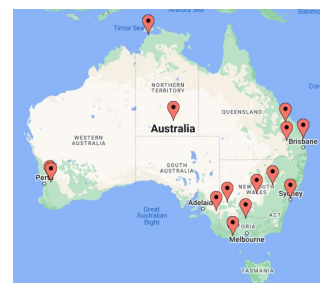 Timor Sea
NORTHERN
TERRITORY
QUEENSLAND
Australia
WESTERN
AUSTRALIA
Brisbane
SOUTH
AUSTRALIA
NEW SOUTH
WALES
Perth
Sydney
Adelaide
Great
Australian
Bight
ACT
VICTORIA
Melbourne
TASMANIA